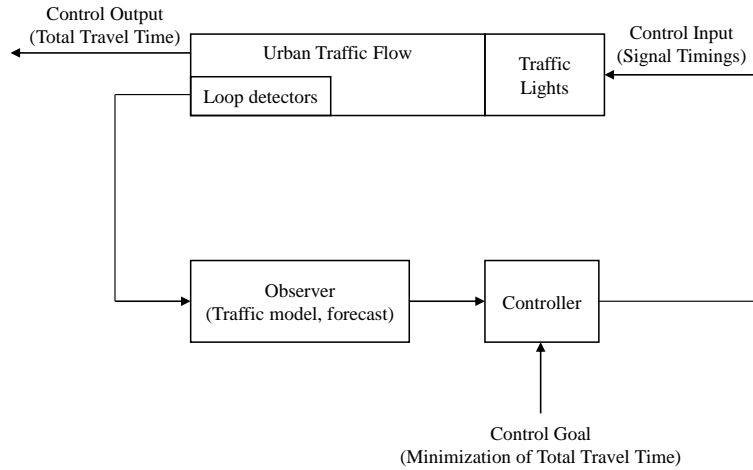 Control Output
(Total Travel Time)
Urban Traffic Flow
Loop detectors
Traffic
Lights
Control Input
(Signal Timings)
Observer
(Traffic model, forecast)
Controller
Control Goal
(Minimization of Total Travel Time)